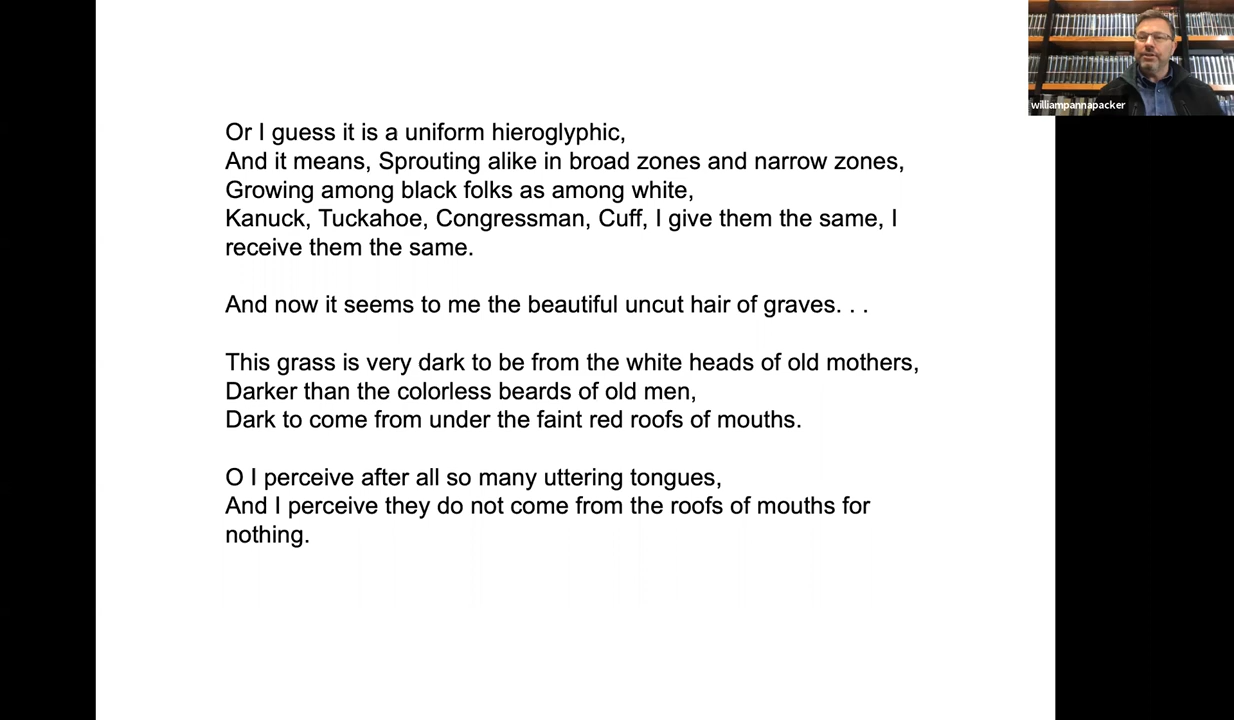 Or I guess it is a uniform hieroglyphic,
And it means, Sprouting alike in broad zones and narrow zones,
Growing among black folks as among white,
Kanuck, Tuckahoe, Congressman, Cuff, I give them the same, I
receive them the same.
And now it seems to me the beautiful uncut hair of graves. . .
This grass is very dark to be from the white heads of old mothers,
Darker than the colorless beards of old men,
Dark to come from under the faint red roofs of mouths.
O I perceive after all so many uttering tongues,
And I perceive they do not come from the roofs of mouths for
nothing.
williampannapacker